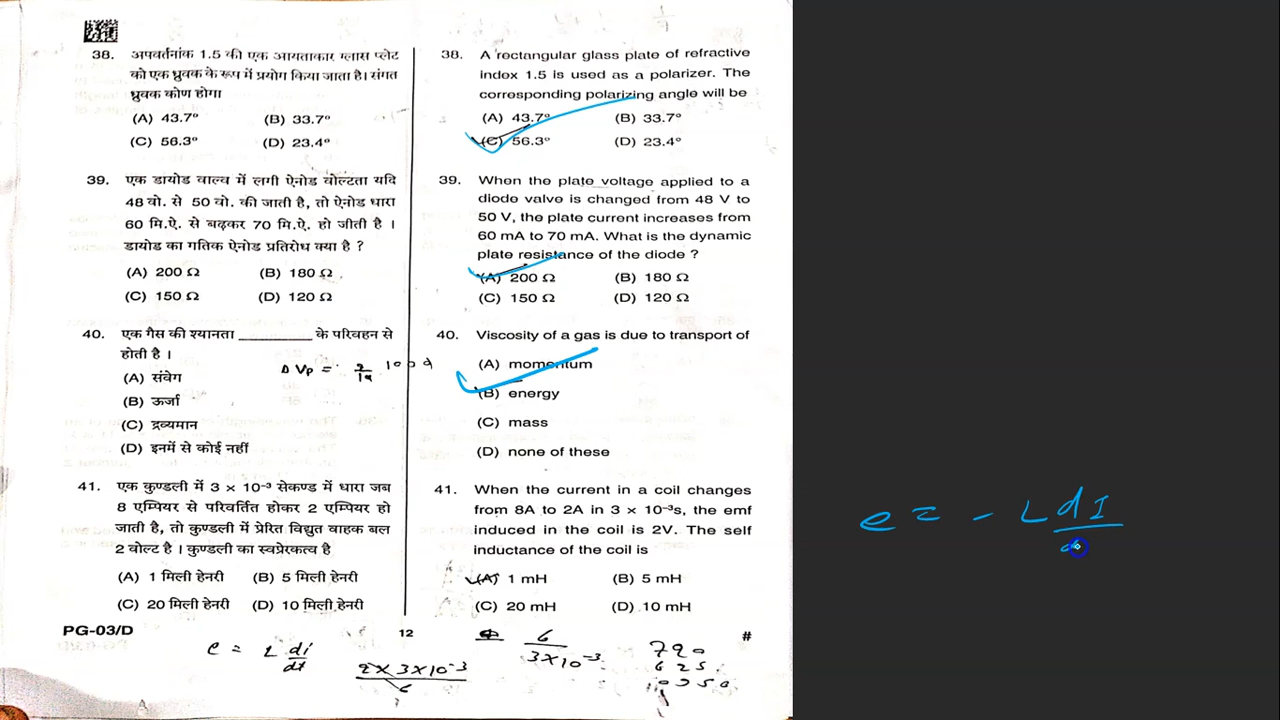 38. अपवर्तनांक 1.5 की एक आयताकार ग्लास प्लेट
को एक ध्रुवक के रूप में प्रयोग किया जाता है। संगत
ध्रुवक कोण होगा
(A) 43.7° (B) 33.7°
(C) 56.3° (D) 23.4°
39. एक डायोड वाल्व में लगी ऐनोड वोल्टता यदि
48 वो. से 50 वो. की जाती है, तो ऐनोड धारा
60 मि.ऐ. से बढ़कर 70 मि.ऐ. हो जीती है ।
डायोड का गतिक ऐनोड प्रतिरोध क्या है ?
(A) 200 Ω (B) 180 Ω
(C) 150 Ω (D) 120 Ω
40. एक गैस की श्यानता __________ के परिवहन से
होती है ।
(A) संवेग
(B) ऊर्जा
(C) द्रव्यमान
(D) इनमें से कोई नहीं
Δ Vp =
41. एक कुण्डली में 3 × 10⁻³ सेकण्ड में धारा जब
8 एम्पियर से परिवर्तित होकर 2 एम्पियर हो
जाती है, तो कुण्डली में प्रेरित विद्युत वाहक बल
2 वोल्ट है । कुण्डली का स्वप्रेरकत्व है
(A) 1 मिली हेनरी (B) 5 मिली हेनरी
(C) 20 मिली हेनरी (D) 10 मिली हेनरी
38. A rectangular glass plate of refractive
index 1.5 is used as a polarizer. The
corresponding polarizing angle will be
(A) 43.7° (B) 33.7°
(C) 56.3° (D) 23.4°
39. When the plate voltage applied to a
diode valve is changed from 48 V to
50 V, the plate current increases from
60 mA to 70 mA. What is the dynamic
plate resistance of the diode ?
(A) 200 Ω (B) 180 Ω
(C) 150 Ω (D) 120 Ω
40. Viscosity of a gas is due to transport of
(A) momentum
(B) energy
(C) mass
(D) none of these
41. When the current in a coil changes
from 8A to 2A in 3 × 10⁻³s, the emf
induced in the coil is 2V. The self
inductance of the coil is
(A) 1 mH (B) 5 mH
(C) 20 mH (D) 10 mH
PG-03/D 12 #
e = L di/dt
2 × 3×10⁻³ / 6
6 / 3×10⁻³
e = - L dI/d